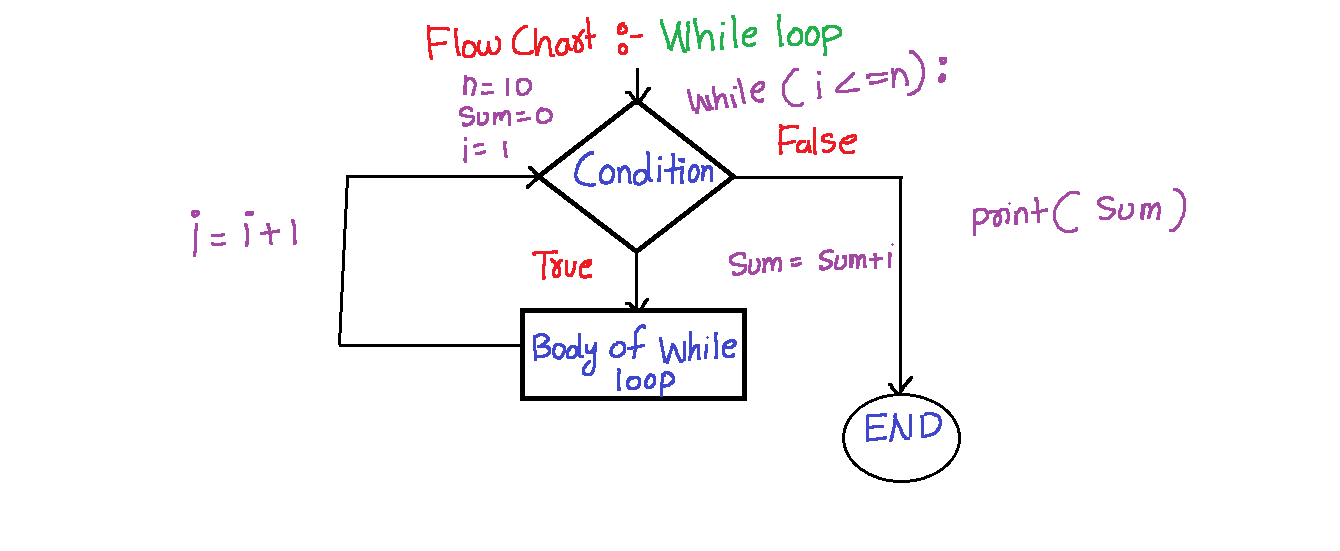 Flow Chart :- While loop
n=10
while (i<=n):
Sum=0
i=1
False
Condition
print( Sum)
i=i+1
True
Sum = Sum+i
Body of While
loop
END